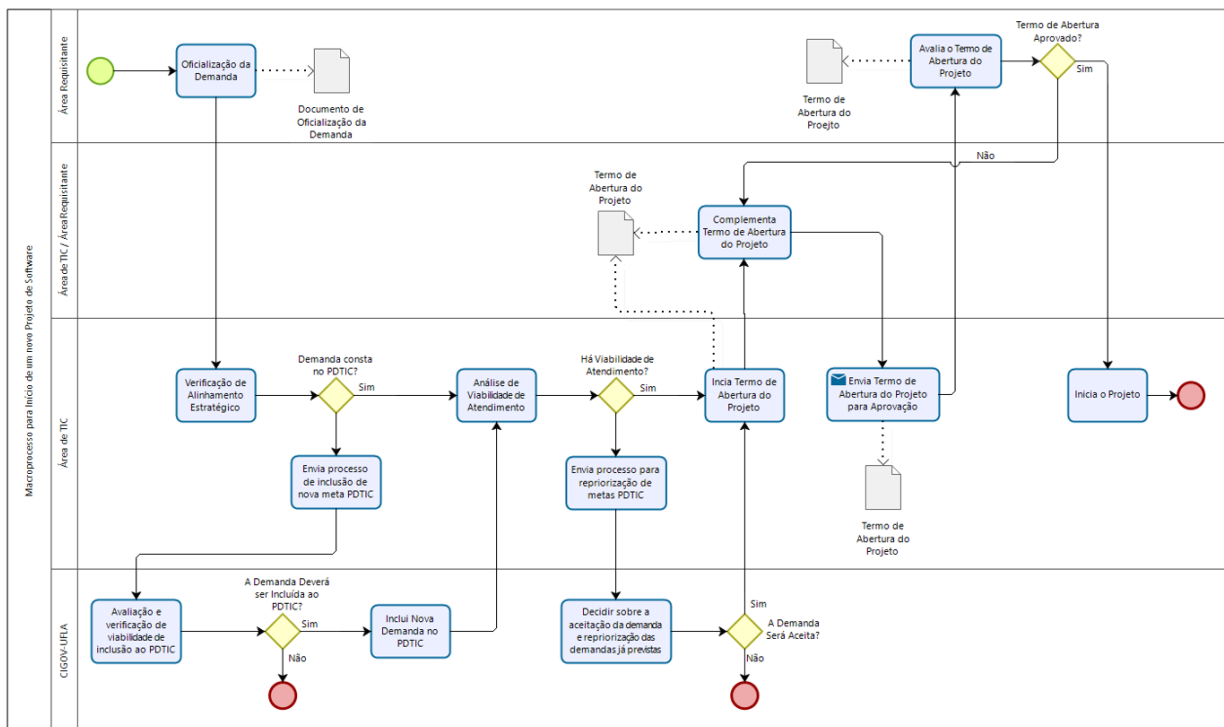 Macroprocesso para Início de um novo Projeto de Software
Área Requisitante
Oficialização da
Demanda
Documento de
Oficialização da
Demanda
Termo de
Abertura do
Proejto
Avalia o Termo de
Abertura do
Projeto
Termo de Abertura
Aprovado?
Sim
Não
Área de TIC / Área Requisitante
Termo de
Abertura do
Projeto
Complementa
Termo de Abertura
do Projeto
Área de TIC
Verificação de
Alinhamento
Estratégico
Demanda consta
no PDTIC?
Sim
Análise de
Viabilidade de
Atendimento
Há Viabilidade de
Atendimento?
Sim
Incia Termo de
Abertura do
Projeto
Envia Termo de
Abertura do Projeto
para Aprovação
Inicia o Projeto
Envia processo
de inclusão de
nova meta PDTIC
Envia processo para
repriorização de
metas PDTIC
Termo de
Abertura do
Projeto
CIGOV-UFLA
Avaliação e
verificação de
viabilidade de
inclusão ao PDTIC
A Demanda Deverá
ser Incluída ao
PDTIC?
Sim
Não
Inclui Nova
Demanda no
PDTIC
Decidir sobre a
aceitação da demanda
e repriorização das
demandas já previstas
Sim
A Demanda
Será Aceita?
Não